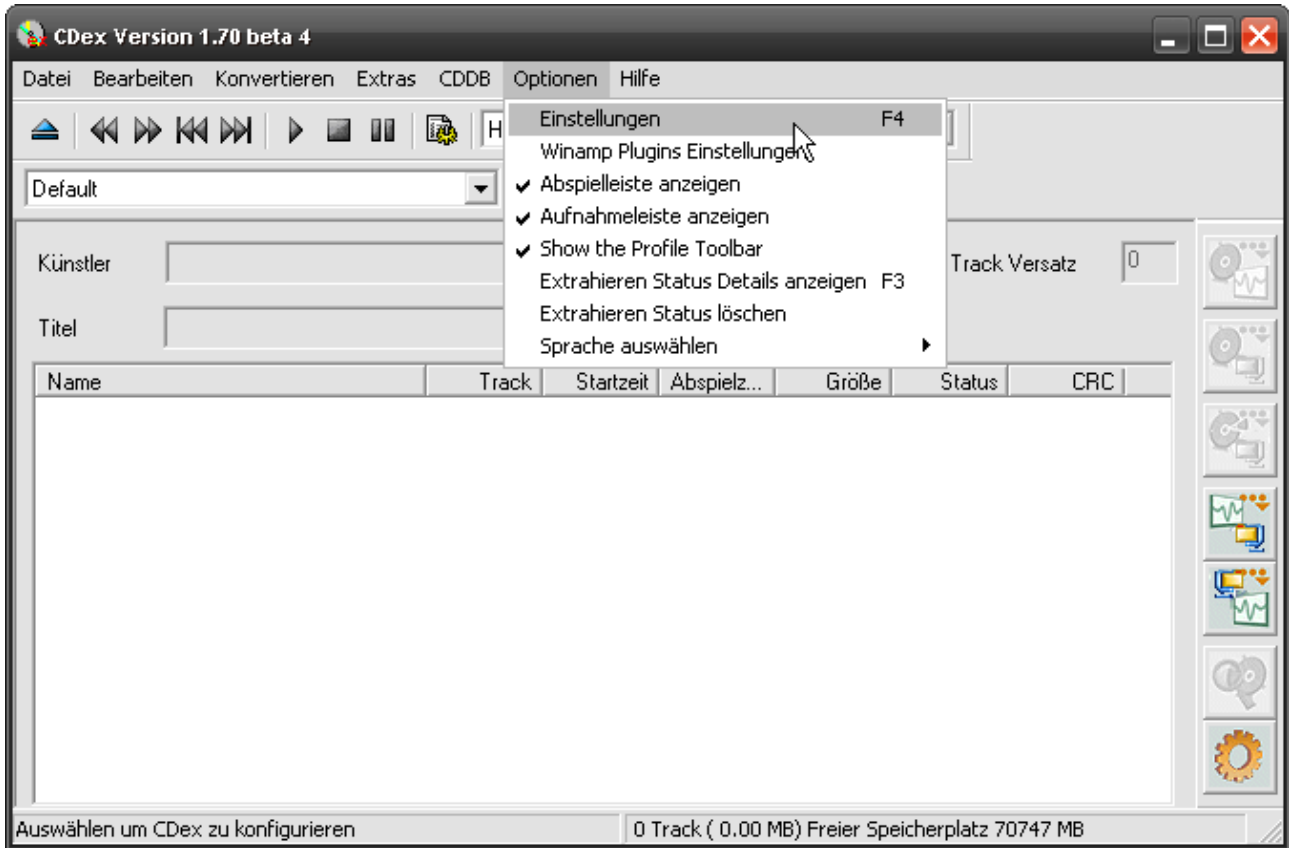 CDex Version 1.70 beta 4
Datei Bearbeiten Konvertieren Extras CDDB Optionen Hilfe
H
Einstellungen F4
Winamp Plugins Einstellungen
Default
Abspielleiste anzeigen
Aufnahmeleiste anzeigen
Show the Profile Toolbar
Künstler
Track Versatz 0
Extrahieren Status Details anzeigen F3
Extrahieren Status löschen
Titel
Sprache auswählen
Name Track Startzeit Abspielz... Größe Status CRC
Auswählen um CDex zu konfigurieren
0 Track ( 0.00 MB) Freier Speicherplatz 70747 MB